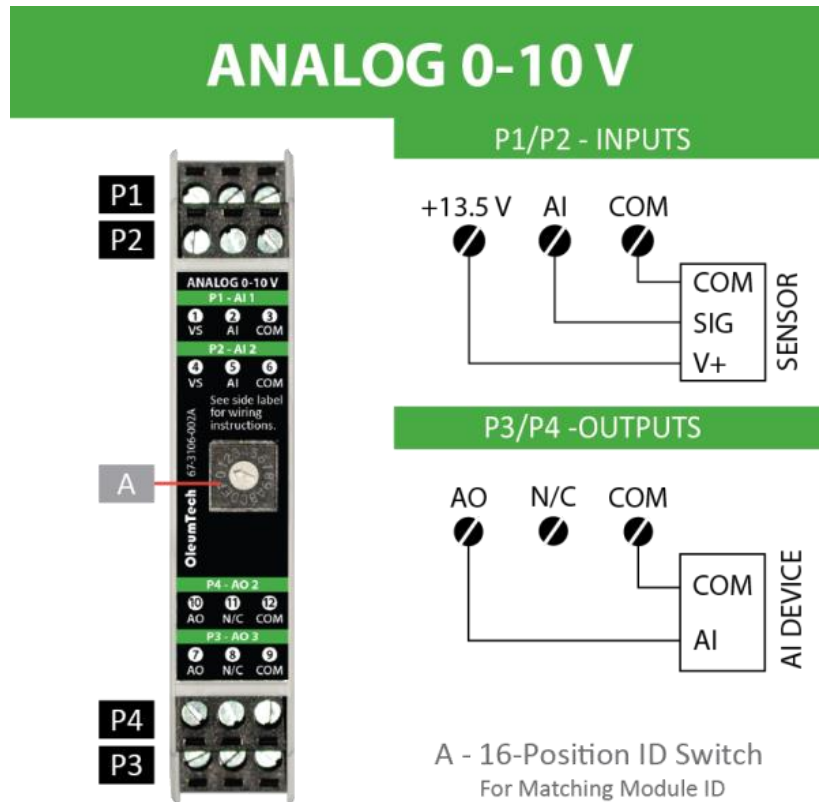 ANALOG 0-10 V
P1/P2 - INPUTS
P1
P2
+13.5 V AI COM
COM
SIG
V+
SENSOR
ANALOG 0-10 V
P1 - AI 1
1 2 3
VS AI COM
P2 - AI 2
4 5 6
VS AI COM
See side label
for wiring
instructions.
67-3106-002A
OleumTech
A
P3/P4 -OUTPUTS
AO N/C COM
COM
AI
AI DEVICE
P4 - AO 2
10 11 12
AO N/C COM
P3 - AO 3
7 8 9
AO N/C COM
P4
P3
A - 16-Position ID Switch
For Matching Module ID